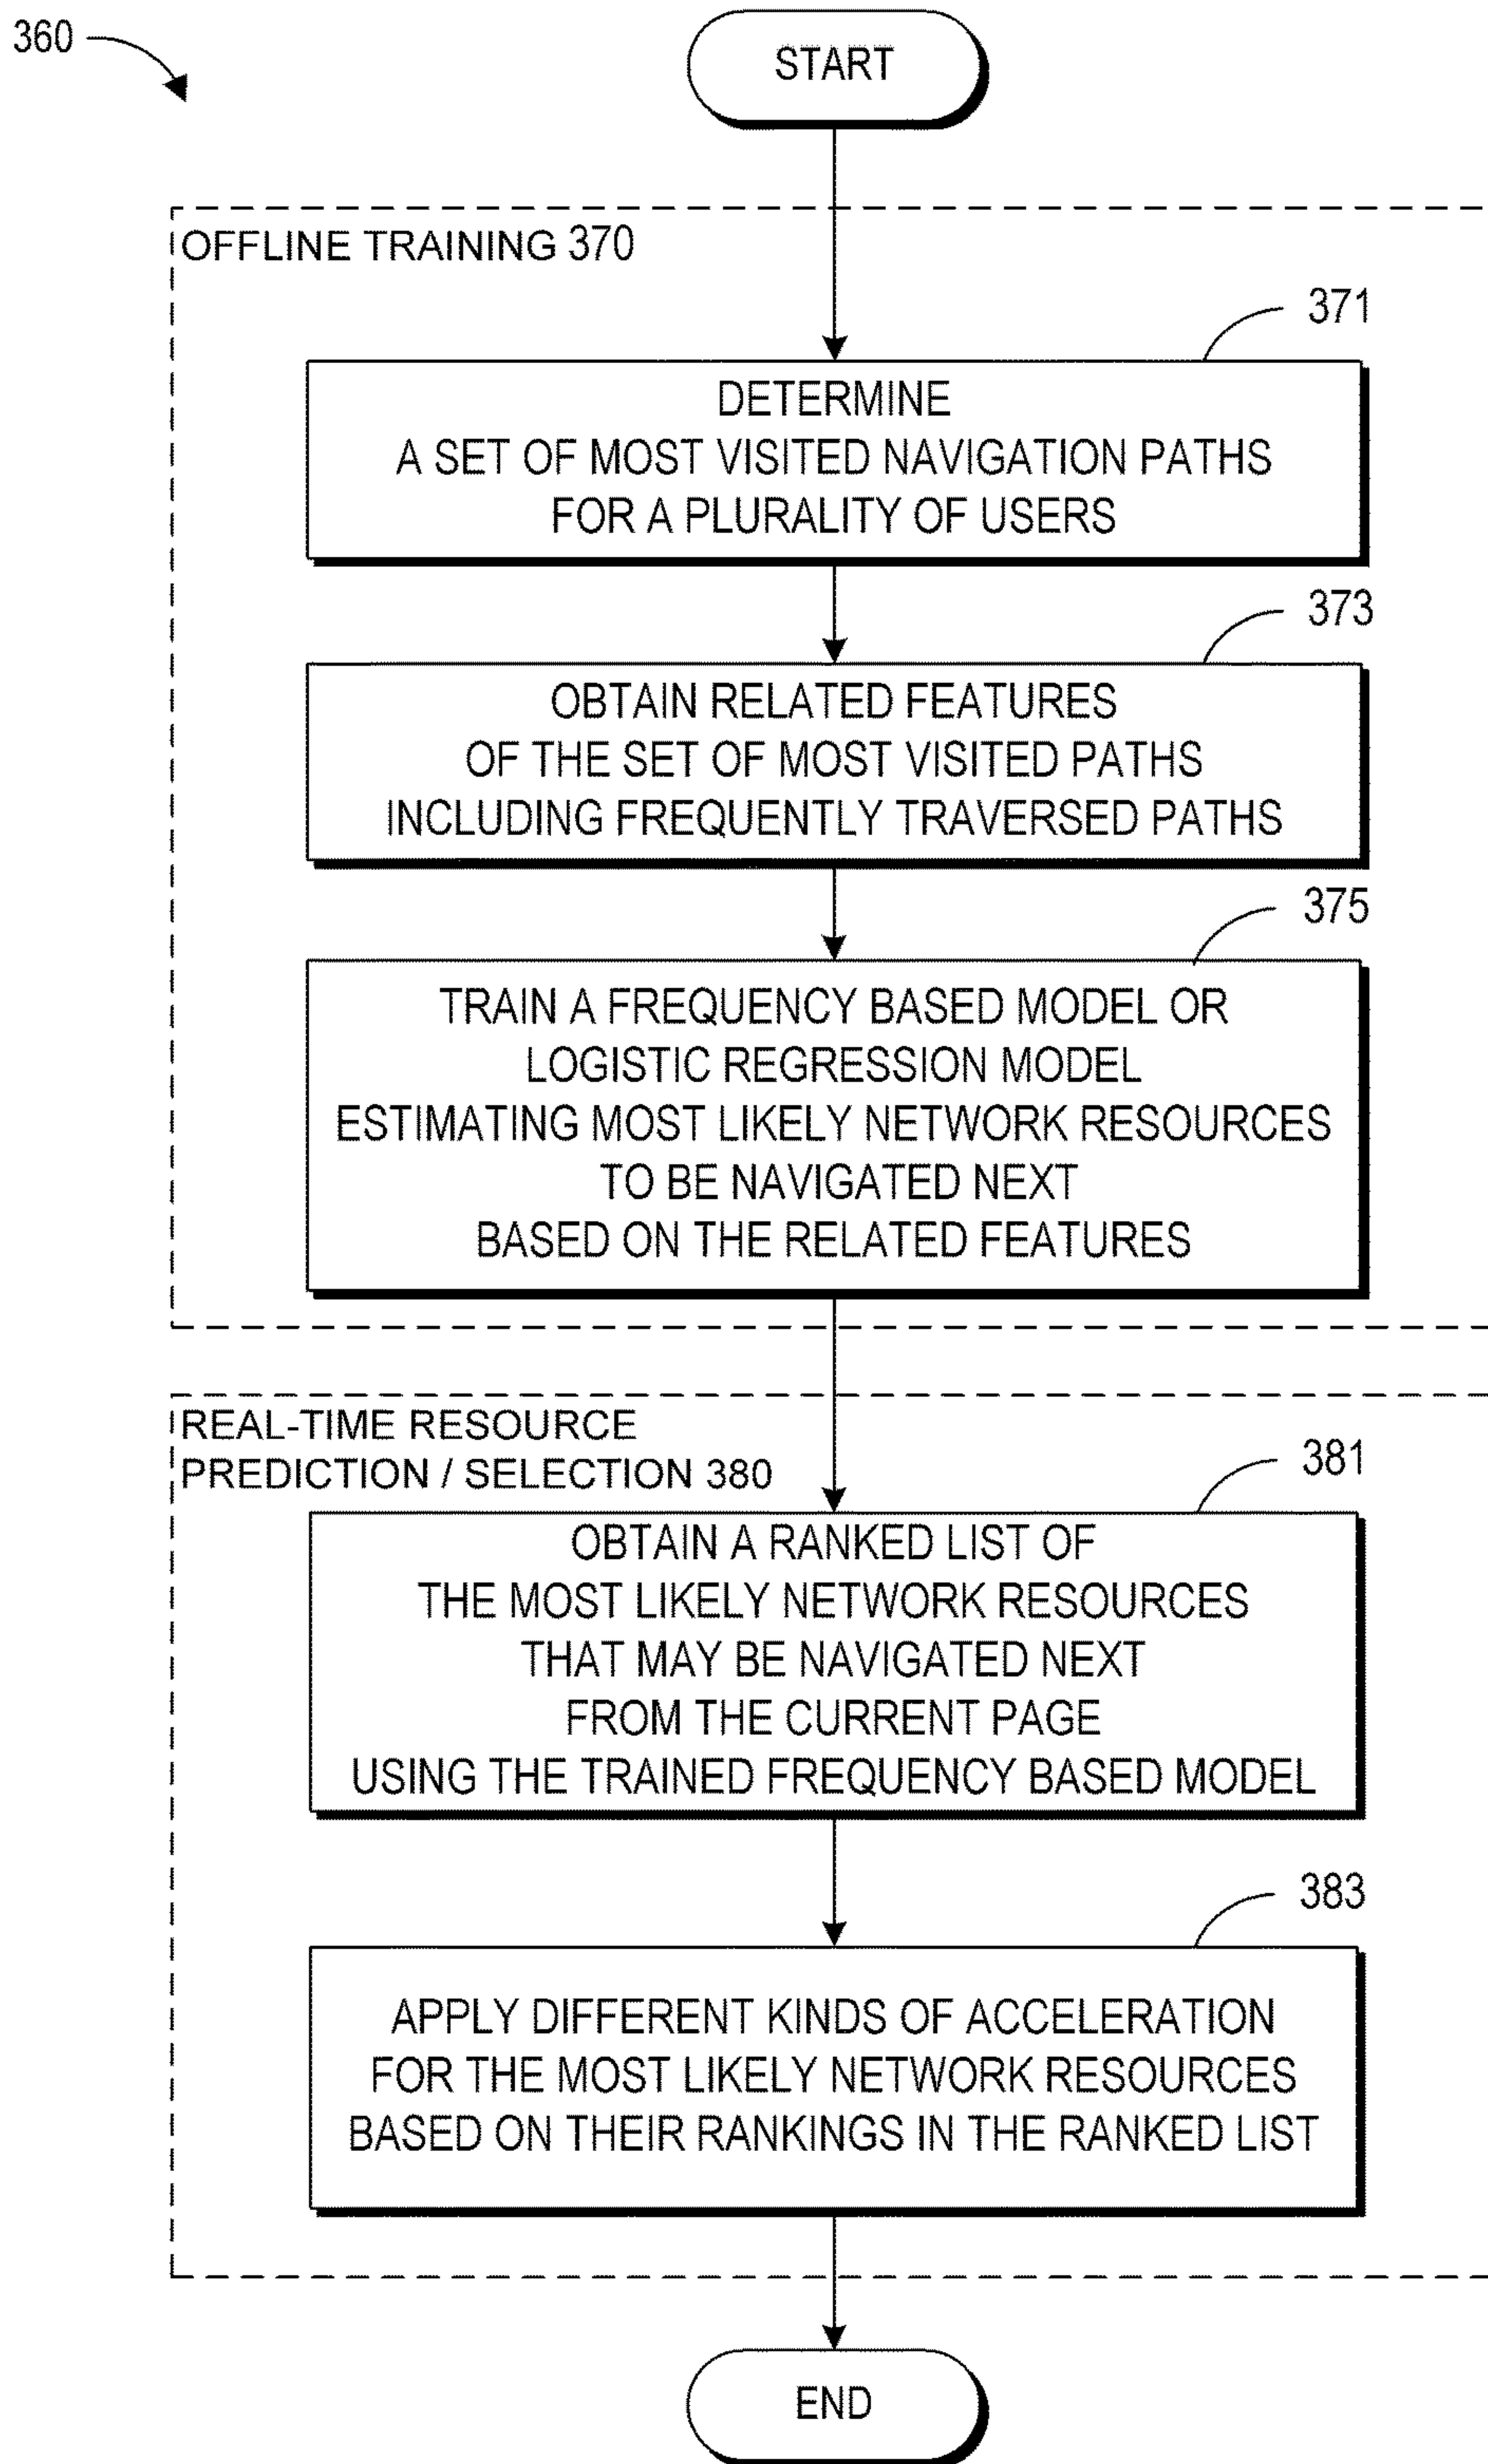 360
START
OFFLINE TRAINING 370
371
DETERMINE
A SET OF MOST VISITED NAVIGATION PATHS
FOR A PLURALITY OF USERS
373
OBTAIN RELATED FEATURES
OF THE SET OF MOST VISITED PATHS
INCLUDING FREQUENTLY TRAVERSED PATHS
375
TRAIN A FREQUENCY BASED MODEL OR
LOGISTIC REGRESSION MODEL
ESTIMATING MOST LIKELY NETWORK RESOURCES
TO BE NAVIGATED NEXT
BASED ON THE RELATED FEATURES
REAL-TIME RESOURCE
PREDICTION / SELECTION 380
381
OBTAIN A RANKED LIST OF
THE MOST LIKELY NETWORK RESOURCES
THAT MAY BE NAVIGATED NEXT
FROM THE CURRENT PAGE
USING THE TRAINED FREQUENCY BASED MODEL
383
APPLY DIFFERENT KINDS OF ACCELERATION
FOR THE MOST LIKELY NETWORK RESOURCES
BASED ON THEIR RANKINGS IN THE RANKED LIST
END